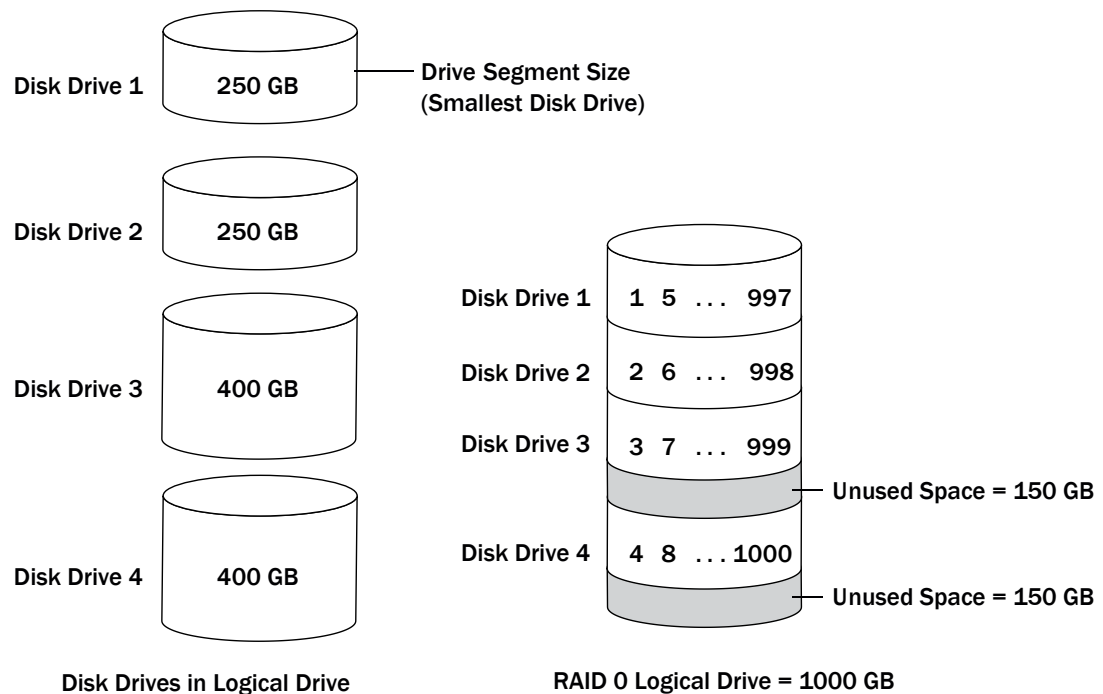 Disk Drive 1
250 GB
Drive Segment Size
(Smallest Disk Drive)
Disk Drive 2
250 GB
Disk Drive 3
400 GB
Disk Drive 4
400 GB
Disk Drives in Logical Drive
Disk Drive 1
1 5 ... 997
Disk Drive 2
2 6 ... 998
Disk Drive 3
3 7 ... 999
Unused Space = 150 GB
Disk Drive 4
4 8 ... 1000
Unused Space = 150 GB
RAID 0 Logical Drive = 1000 GB